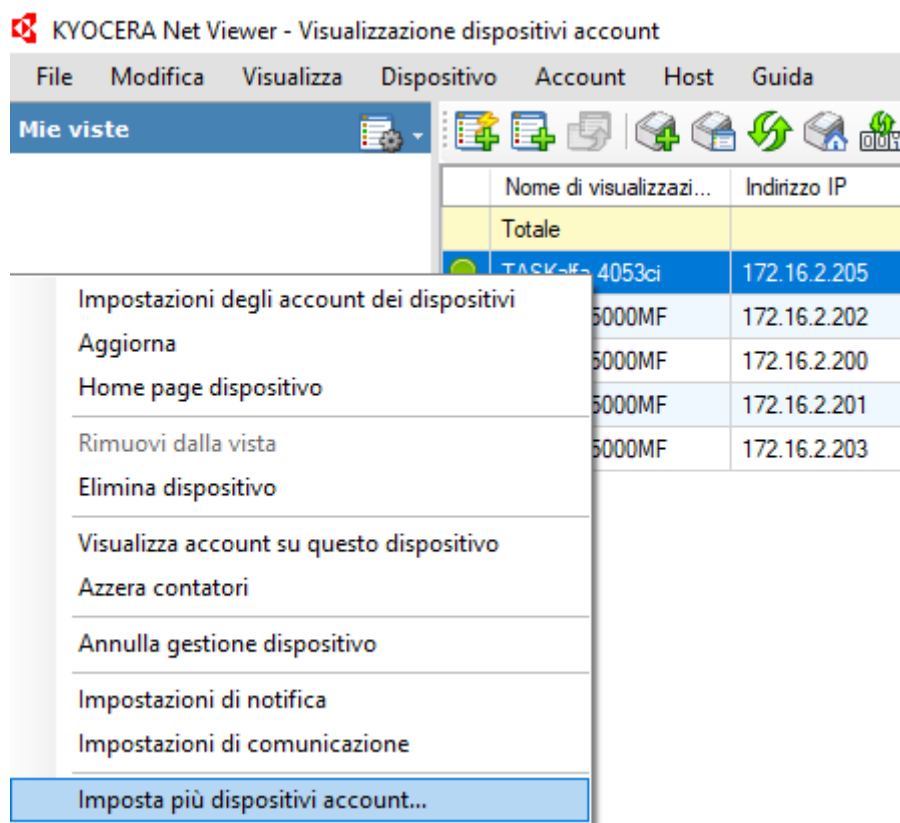 KYOCERA Net Viewer - Visualizzazione dispositivi account
File Modifica Visualizza Dispositivo Account Host Guida
Mie viste
Nome di visualizzazi... Indirizzo IP
Totale
TASKalfa 4053ci 172.16.2.205
5000MF 172.16.2.202
5000MF 172.16.2.200
5000MF 172.16.2.201
5000MF 172.16.2.203
Impostazioni degli account dei dispositivi
Aggiorna
Home page dispositivo
Rimuovi dalla vista
Elimina dispositivo
Visualizza account su questo dispositivo
Azzera contatori
Annulla gestione dispositivo
Impostazioni di notifica
Impostazioni di comunicazione
Imposta più dispositivi account...